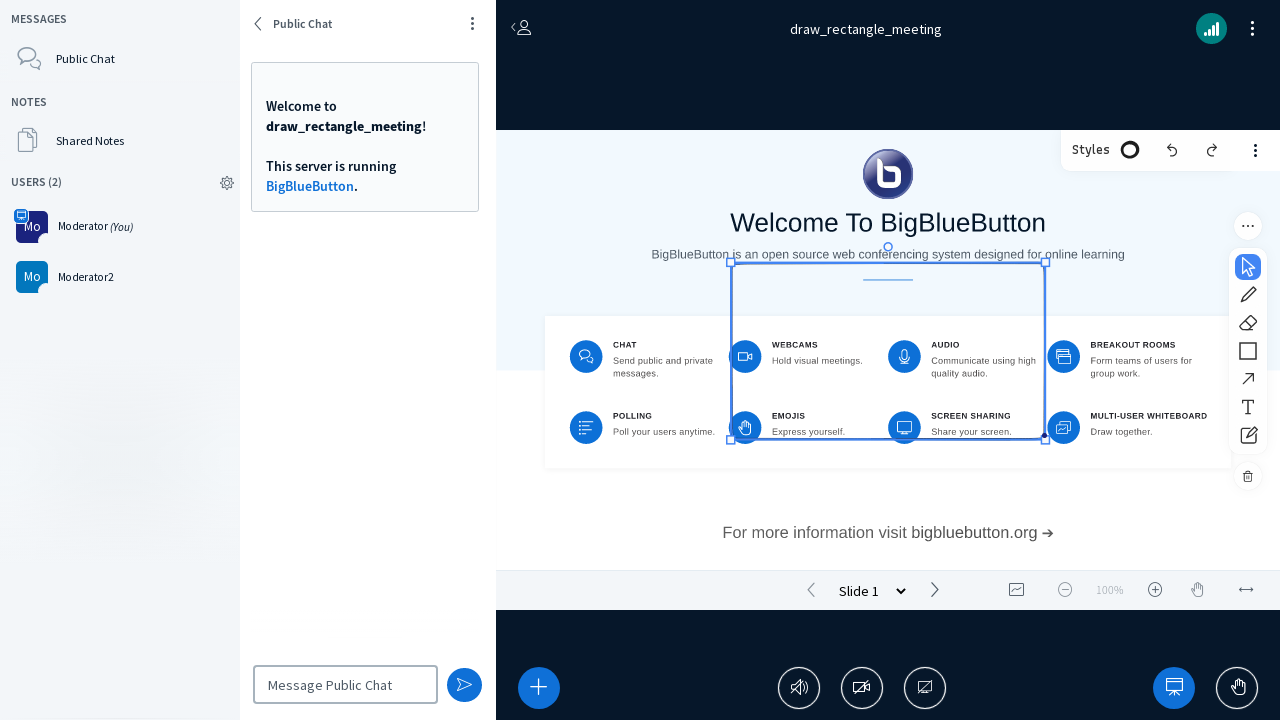 MESSAGES
Public Chat
NOTES
Shared Notes
USERS (2)
Mo
Moderator (You)
Mo
Moderator2
Public Chat
Welcome to
draw_rectangle_meeting!
This server is running
BigBlueButton.
Message Public Chat
draw_rectangle_meeting
Styles
Welcome To BigBlueButton
BigBlueButton is an open source web conferencing system designed for online learning
CHAT
Send public and private
messages.
WEBCAMS
Hold visual meetings.
AUDIO
Communicate using high
quality audio.
BREAKOUT ROOMS
Form teams of users for
group work.
POLLING
Poll your users anytime.
EMOJIS
Express yourself.
SCREEN SHARING
Share your screen.
MULTI-USER WHITEBOARD
Draw together.
For more information visit bigbluebutton.org →
Slide 1
100%